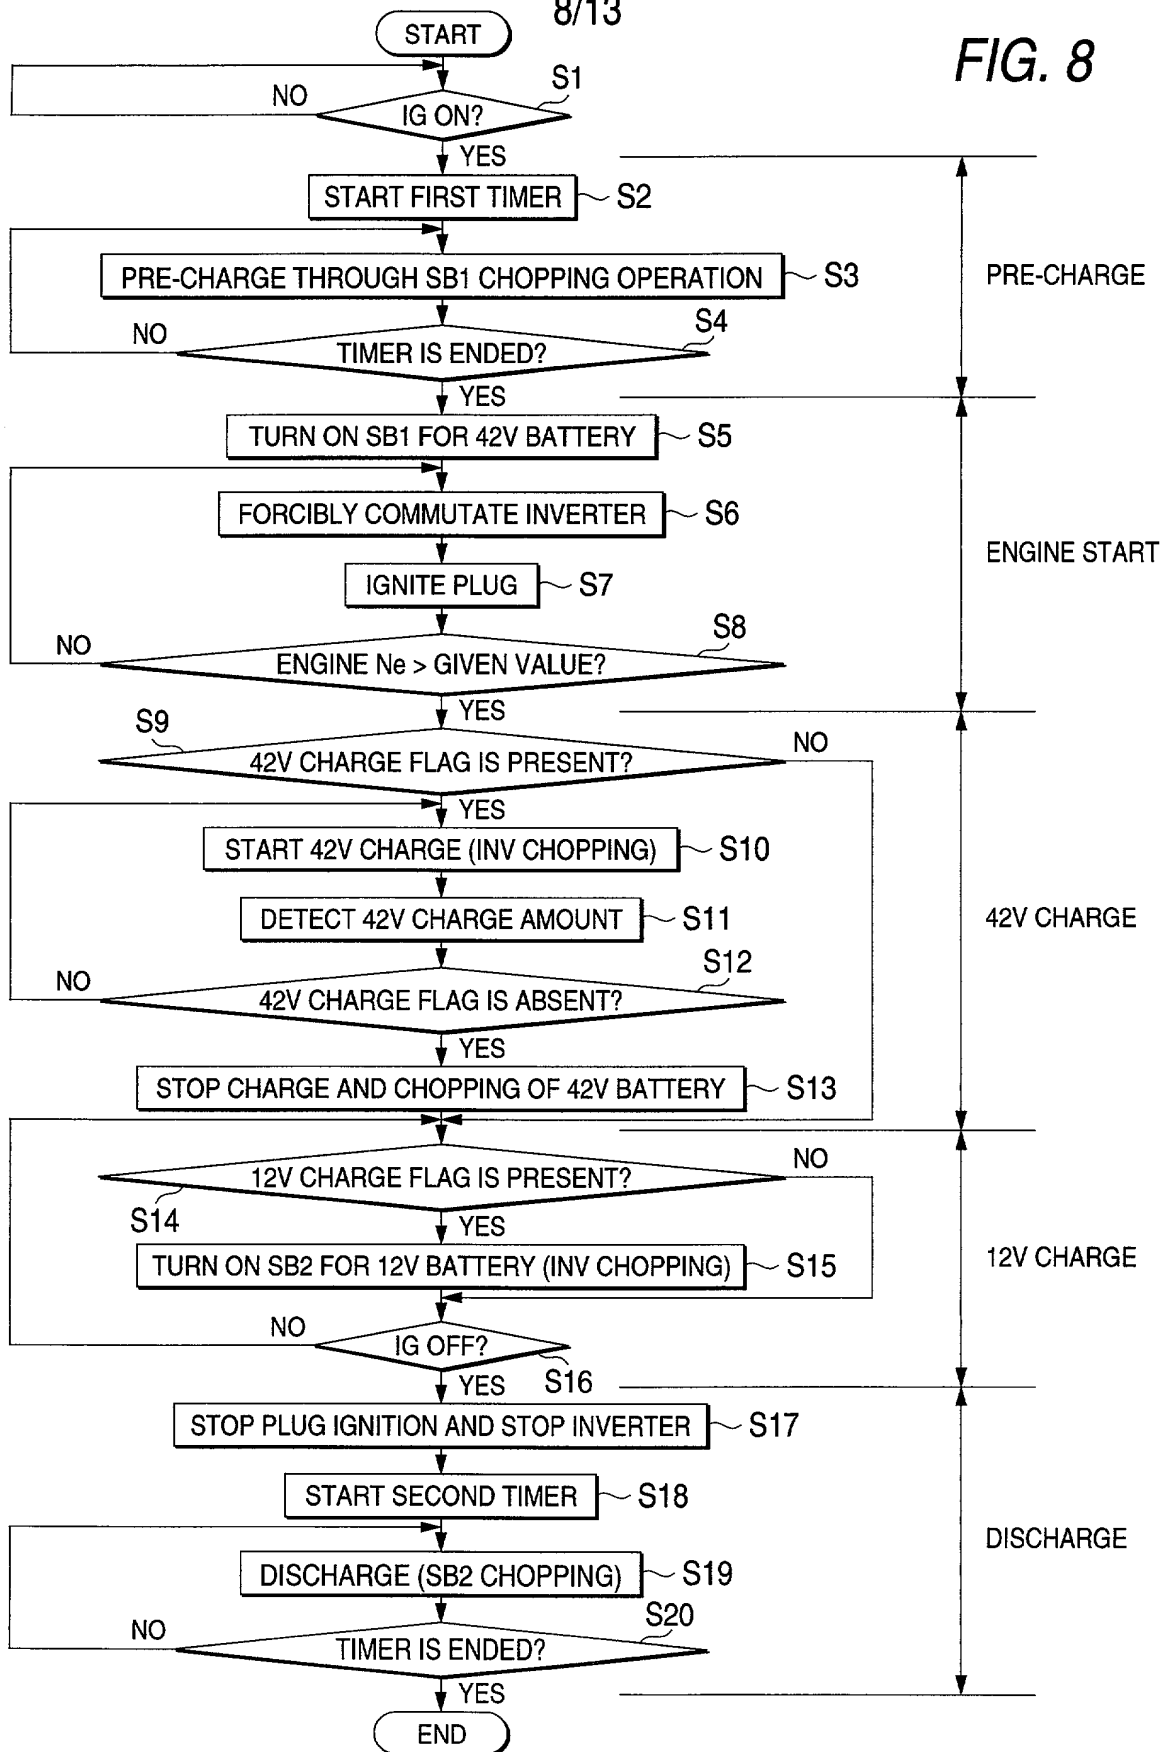 8/13
FIG. 8
START
S1
NO
IG ON?
YES
START FIRST TIMER
S2
PRE-CHARGE THROUGH SB1 CHOPPING OPERATION
S3
PRE-CHARGE
S4
NO
TIMER IS ENDED?
YES
TURN ON SB1 FOR 42V BATTERY
S5
FORCIBLY COMMUTATE INVERTER
S6
ENGINE START
IGNITE PLUG
S7
S8
NO
ENGINE Ne > GIVEN VALUE?
YES
S9
NO
42V CHARGE FLAG IS PRESENT?
YES
START 42V CHARGE (INV CHOPPING)
S10
DETECT 42V CHARGE AMOUNT
S11
42V CHARGE
S12
NO
42V CHARGE FLAG IS ABSENT?
YES
STOP CHARGE AND CHOPPING OF 42V BATTERY
S13
NO
12V CHARGE FLAG IS PRESENT?
S14
YES
TURN ON SB2 FOR 12V BATTERY (INV CHOPPING)
S15
12V CHARGE
NO
IG OFF?
S16
YES
STOP PLUG IGNITION AND STOP INVERTER
S17
START SECOND TIMER
S18
DISCHARGE
DISCHARGE (SB2 CHOPPING)
S19
S20
NO
TIMER IS ENDED?
YES
END